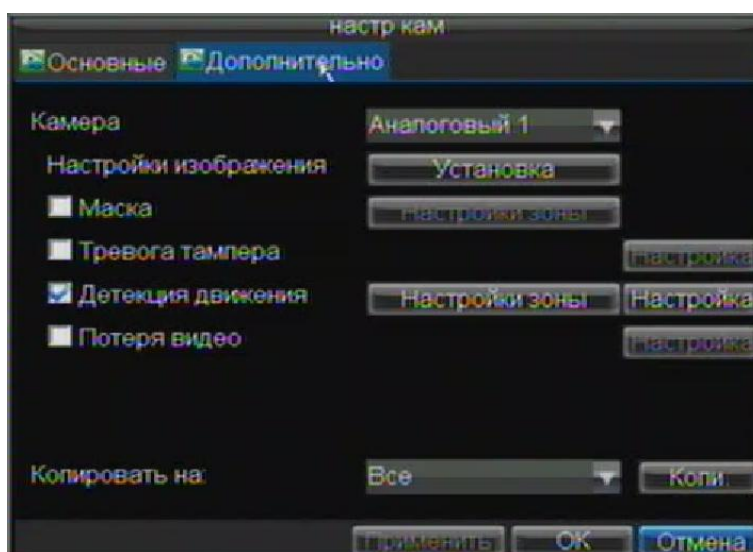 настр кам
Основные Дополнительно
Камера Аналоговый 1
Настройки изображения Установка
Маска Настройки зоны
Тревога тампера Настройка
Детекция движения Настройки зоны Настройка
Потеря видео Настройка
Копировать на: Все Копи.
Применить OK Отмена